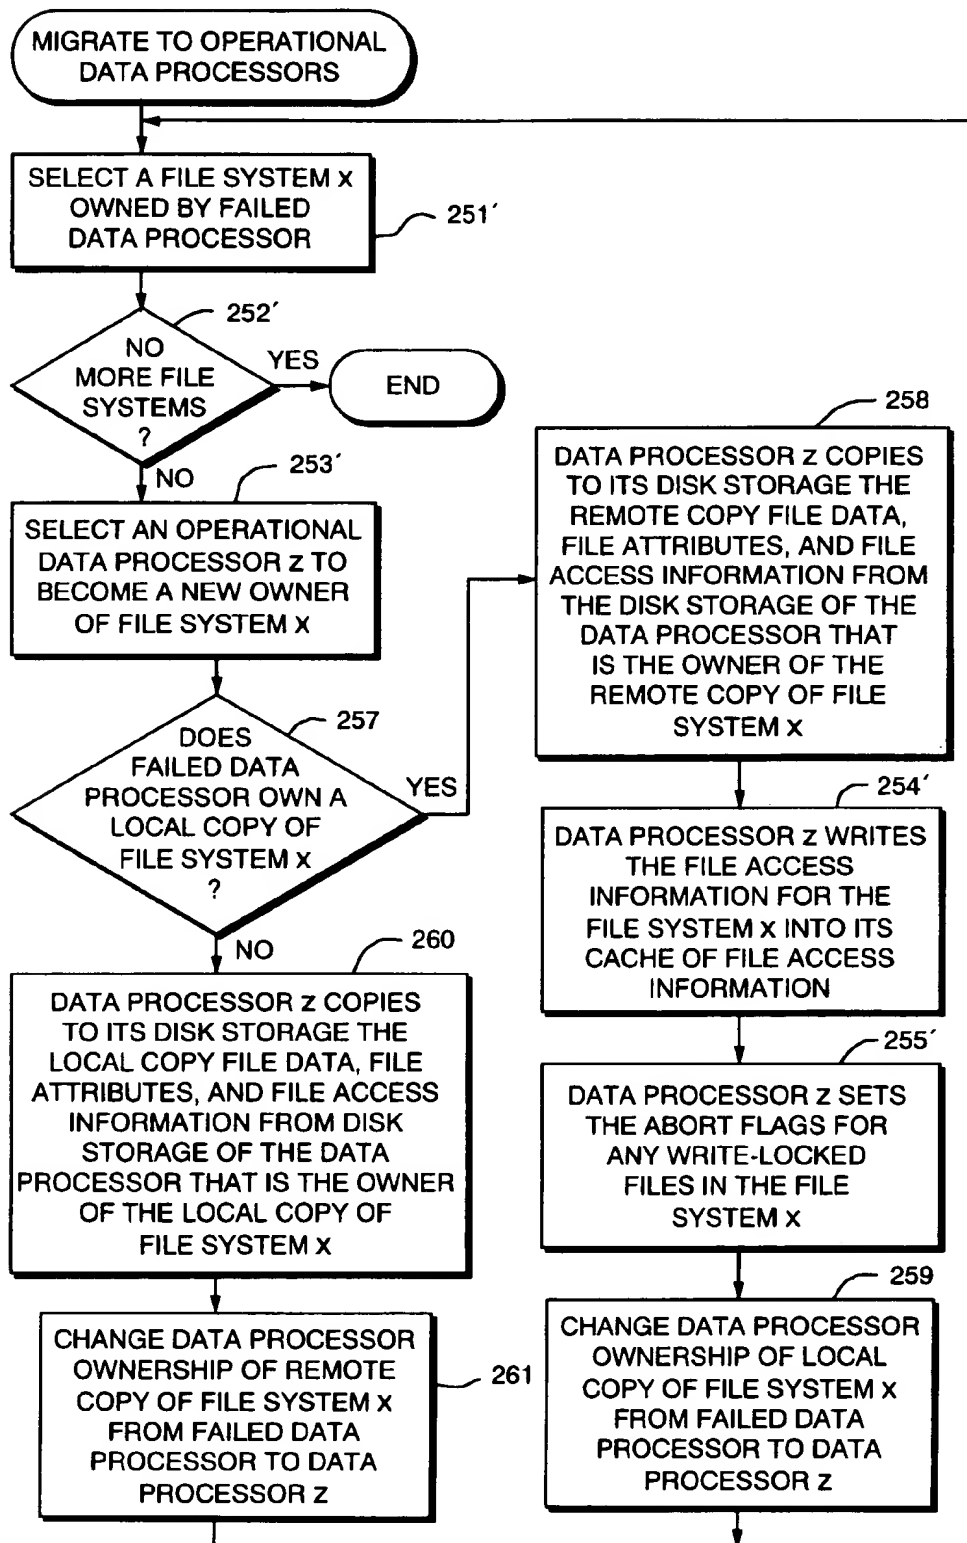 MIGRATE TO OPERATIONAL
DATA PROCESSORS
SELECT A FILE SYSTEM X
OWNED BY FAILED
DATA PROCESSOR
251´
252´
NO
MORE FILE
SYSTEMS
?
YES
END
NO
253´
SELECT AN OPERATIONAL
DATA PROCESSOR Z TO
BECOME A NEW OWNER
OF FILE SYSTEM X
257
DOES
FAILED DATA
PROCESSOR OWN A
LOCAL COPY OF
FILE SYSTEM X
?
YES
NO
260
DATA PROCESSOR Z COPIES
TO ITS DISK STORAGE THE
LOCAL COPY FILE DATA, FILE
ATTRIBUTES, AND FILE ACCESS
INFORMATION FROM DISK
STORAGE OF THE DATA
PROCESSOR THAT IS THE OWNER
OF THE LOCAL COPY OF
FILE SYSTEM X
CHANGE DATA PROCESSOR
OWNERSHIP OF REMOTE
COPY OF FILE SYSTEM X
FROM FAILED DATA
PROCESSOR TO DATA
PROCESSOR Z
261
258
DATA PROCESSOR Z COPIES
TO ITS DISK STORAGE THE
REMOTE COPY FILE DATA,
FILE ATTRIBUTES, AND FILE
ACCESS INFORMATION FROM
THE DISK STORAGE OF THE
DATA PROCESSOR THAT
IS THE OWNER OF THE
REMOTE COPY OF FILE
SYSTEM X
254´
DATA PROCESSOR Z WRITES
THE FILE ACCESS
INFORMATION FOR THE
FILE SYSTEM X INTO ITS
CACHE OF FILE ACCESS
INFORMATION
255´
DATA PROCESSOR Z SETS
THE ABORT FLAGS FOR
ANY WRITE-LOCKED
FILES IN THE FILE
SYSTEM X
259
CHANGE DATA PROCESSOR
OWNERSHIP OF LOCAL
COPY OF FILE SYSTEM X
FROM FAILED DATA
PROCESSOR TO DATA
PROCESSOR Z